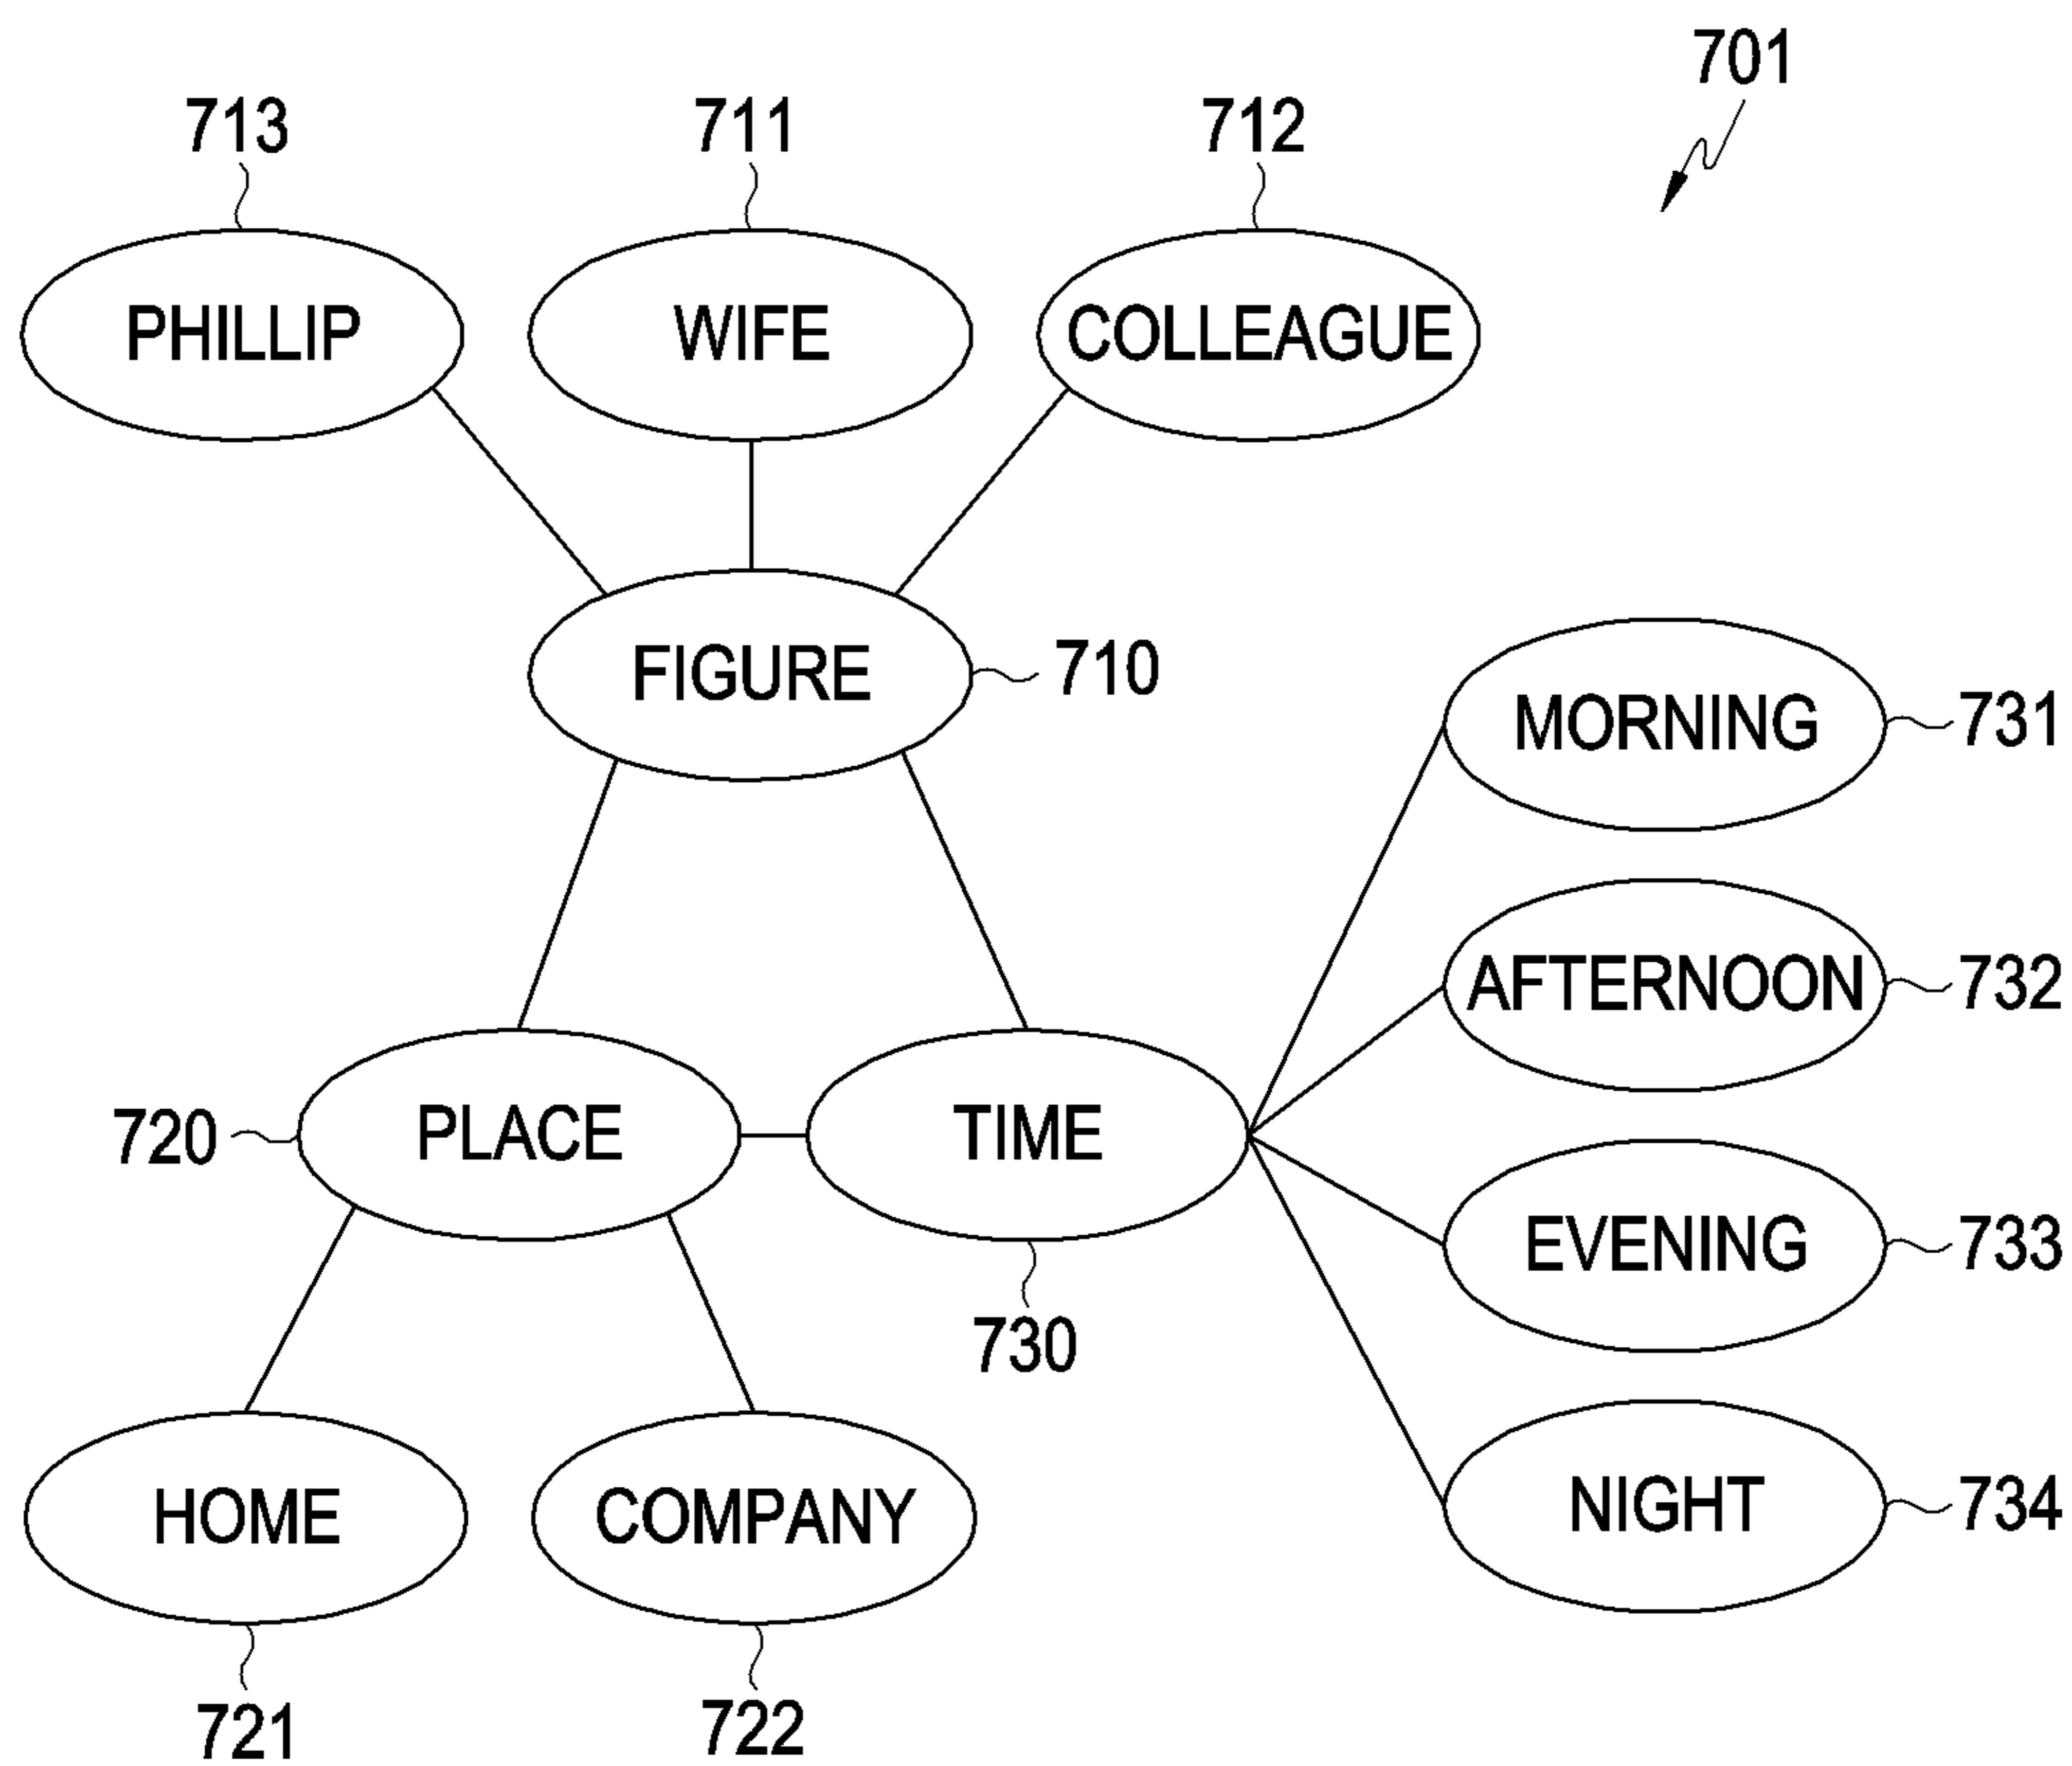 701
713
711
712
PHILLIP
WIFE
COLLEAGUE
FIGURE
710
MORNING
731
AFTERNOON
732
720
PLACE
TIME
EVENING
733
730
HOME
COMPANY
NIGHT
734
721
722